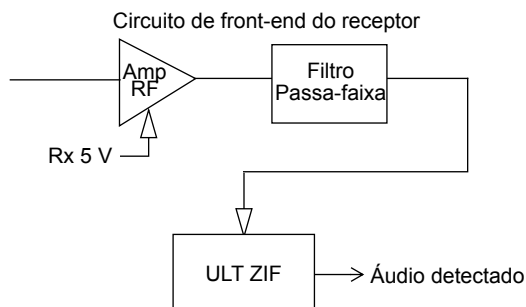 Circuito de front-end do receptor
Amp
RF
Filtro
Passa-faixa
Rx 5 V
ULT ZIF
Áudio detectado